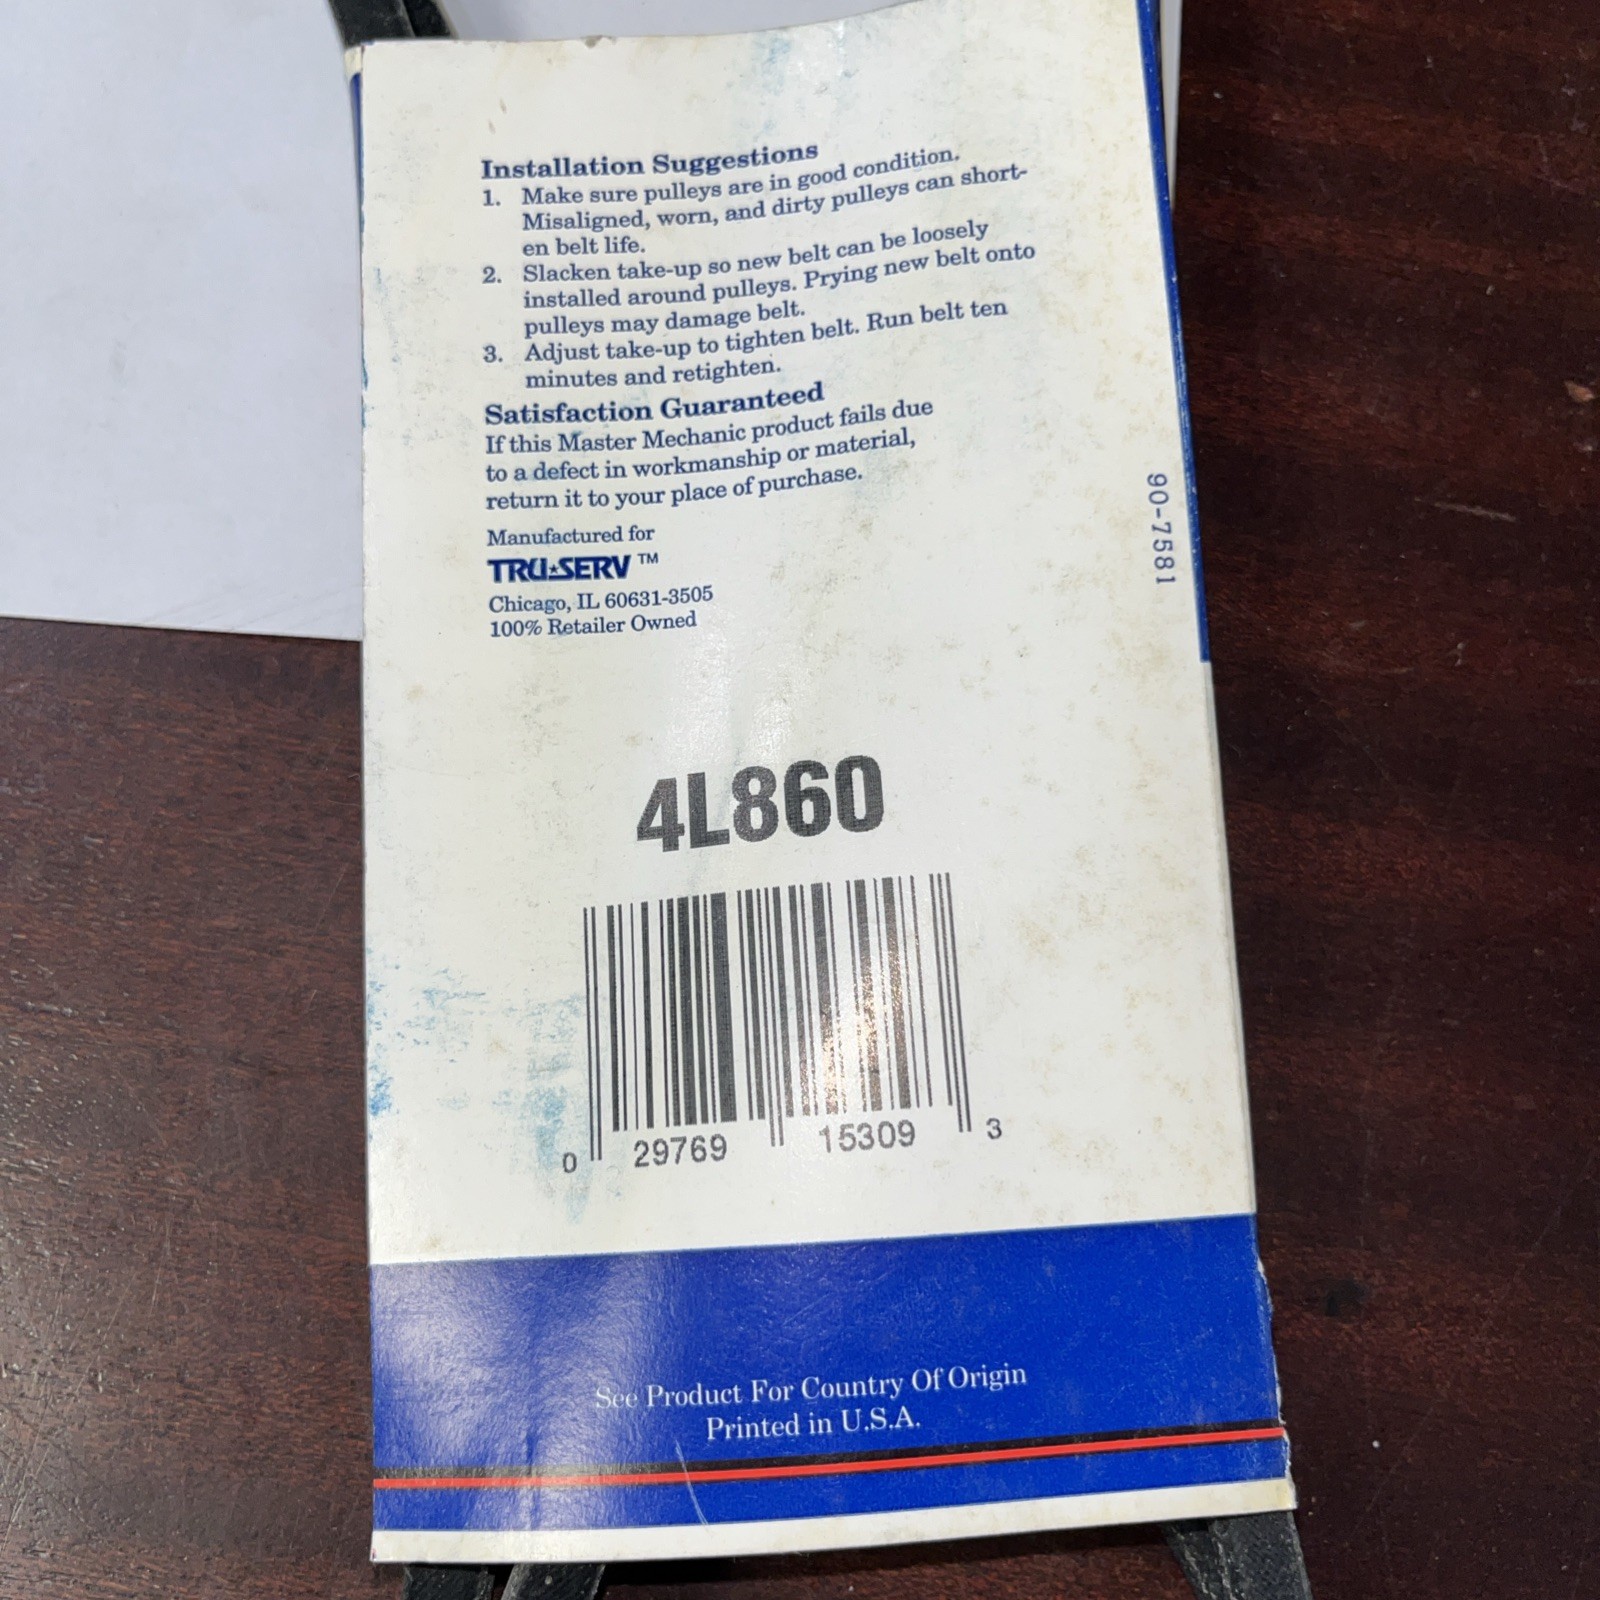 Installation Suggestions
1. Make sure pulleys are in good condition.
Misaligned, worn, and dirty pulleys can short-
en belt life.
2. Slacken take-up so new belt can be loosely
installed around pulleys. Prying new belt onto
pulleys may damage belt.
3. Adjust take-up to tighten belt. Run belt ten
minutes and retighten.
Satisfaction Guaranteed
If this Master Mechanic product fails due
to a defect in workmanship or material,
return it to your place of purchase.
Manufactured for
TRU★SERV™
Chicago, IL 60631-3505
100% Retailer Owned
90-7581
4L860
0 29769 15309 3
See Product For Country Of Origin
Printed in U.S.A.